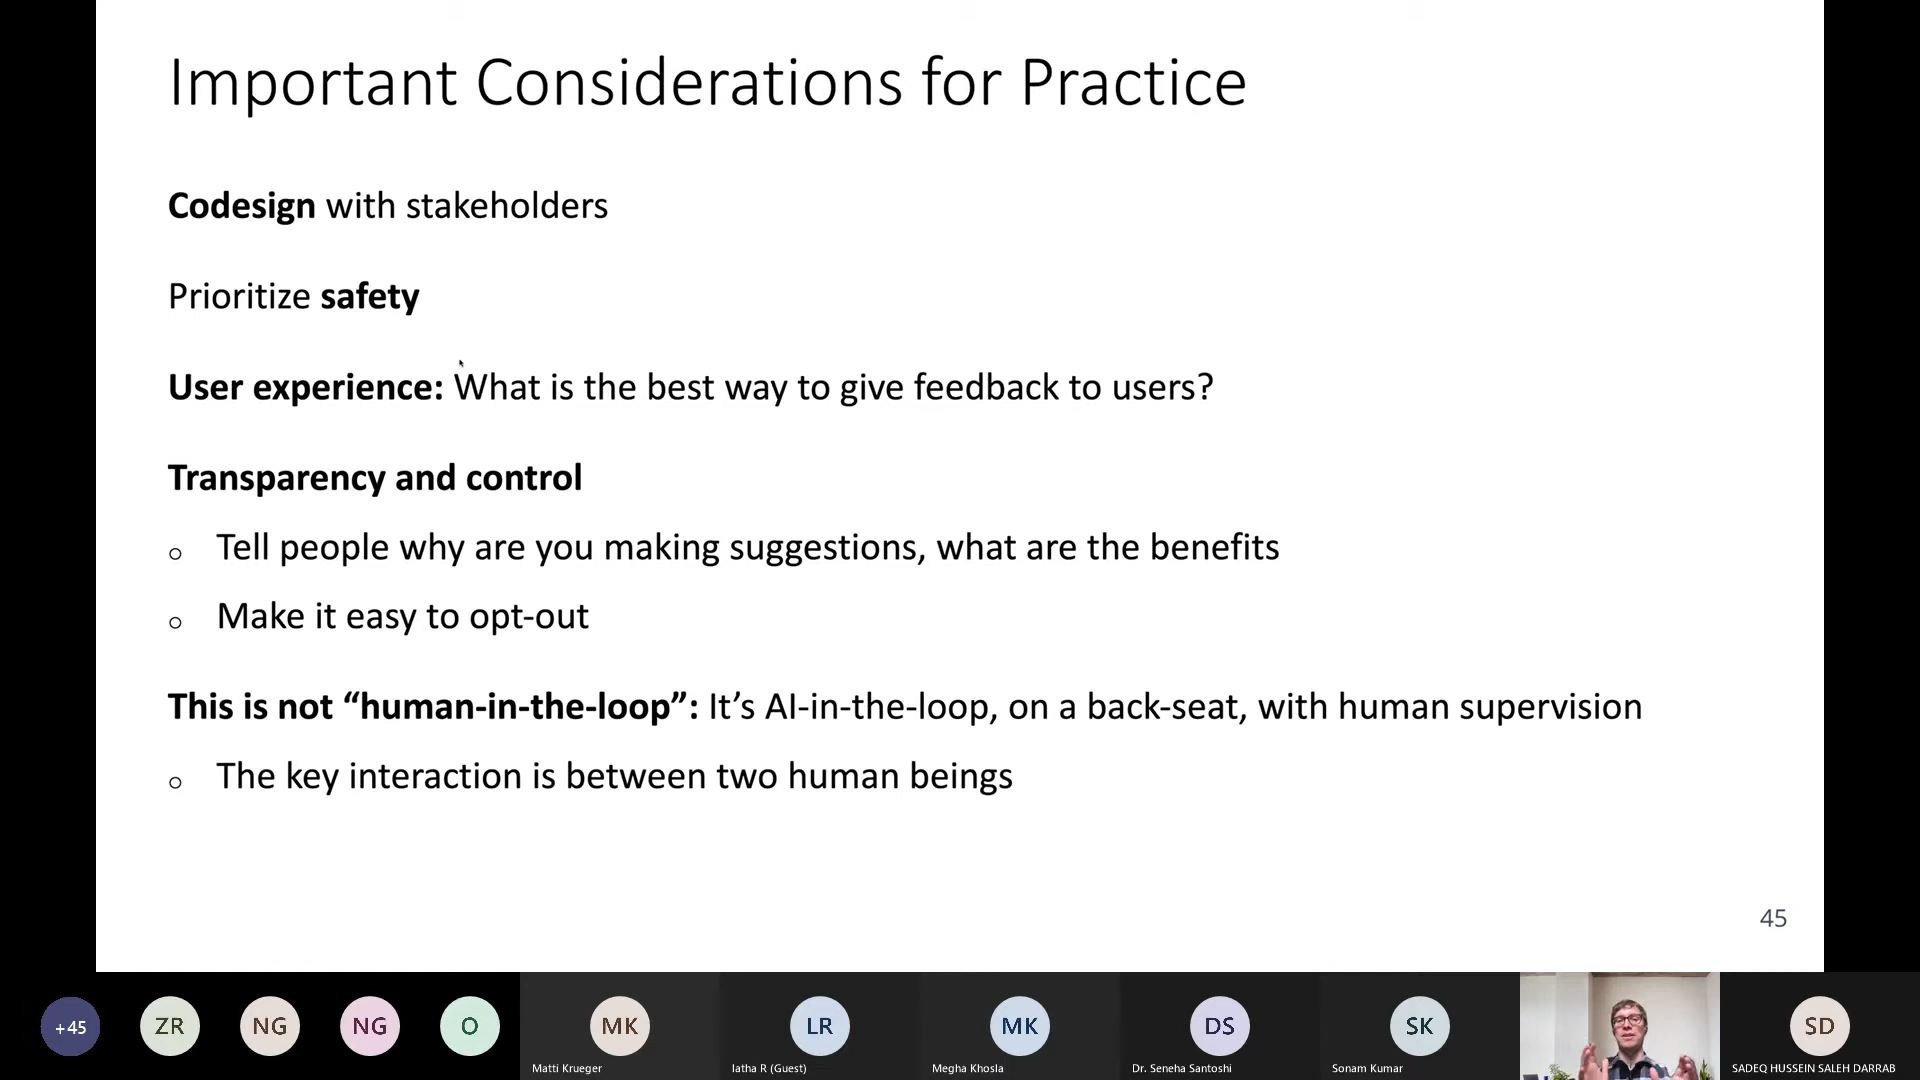 Important Considerations for Practice
Codesign with stakeholders
Prioritize safety
User experience: What is the best way to give feedback to users?
Transparency and control
Tell people why are you making suggestions, what are the benefits
Make it easy to opt-out
This is not “human-in-the-loop”: It’s AI-in-the-loop, on a back-seat, with human supervision
The key interaction is between two human beings
45
+45 ZR NG NG O MK LR MK DS SK SD
Matti Krueger latha R (Guest) Megha Khosla Dr. Seneha Santoshi Sonam Kumar SADEQ HUSSEIN SALEH DARRAB